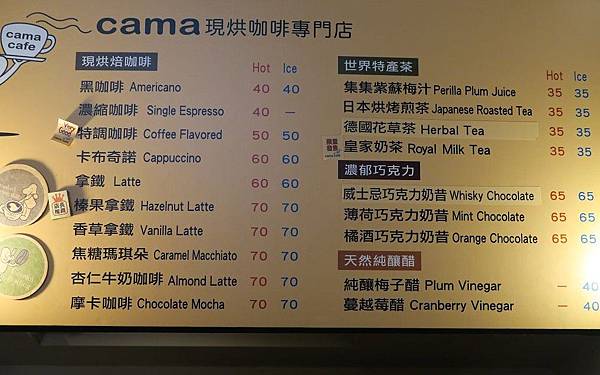 cama
cafe
cama 現烘咖啡專門店
現烘焙咖啡 Hot Ice
黑咖啡 Americano 40 40
濃縮咖啡 Single Espresso 40 —
特調咖啡 Coffee Flavored 50 50
卡布奇諾 Cappuccino 60 60
拿鐵 Latte 60 60
榛果拿鐵 Hazelnut Latte 70 70
香草拿鐵 Vanilla Latte 70 70
焦糖瑪琪朵 Caramel Macchiato 70 70
杏仁牛奶咖啡 Almond Latte 70 70
摩卡咖啡 Chocolate Mocha 70 70
世界特產茶 Hot Ice
集集紫蘇梅汁 Perilla Plum Juice 35 35
日本烘烤煎茶 Japanese Roasted Tea 35 35
德國花草茶 Herbal Tea 35 35
皇家奶茶 Royal Milk Tea 35 35
濃郁巧克力
威士忌巧克力奶昔 Whisky Chocolate 65 65
薄荷巧克力奶昔 Mint Chocolate 65 65
橘酒巧克力奶昔 Orange Chocolate 65 65
天然純釀醋
純釀梅子醋 Plum Vinegar — 40
蔓越莓醋 Cranberry Vinegar — 40